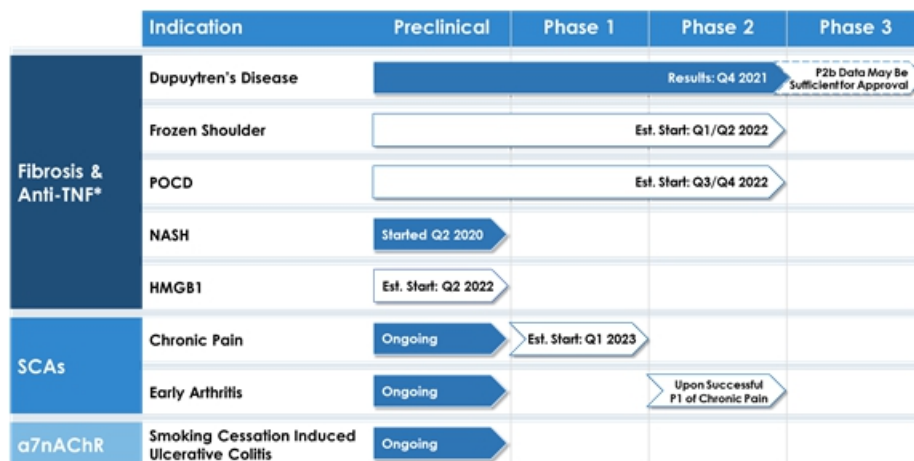 Indication Preclinical Phase 1 Phase 2 Phase 3
Fibrosis &
Anti-TNF*
Dupuytren's Disease
Results: Q4 2021
P2b Data May Be
Sufficient for Approval
Frozen Shoulder
Est. Start: Q1/Q2 2022
POCD
Est. Start: Q3/Q4 2022
NASH
Started Q2 2020
HMGB1
Est. Start: Q2 2022
SCAs
Chronic Pain
Ongoing
Est. Start: Q1 2023
Early Arthritis
Ongoing
Upon Successful
P1 of Chronic Pain
a7nAChR
Smoking Cessation Induced
Ulcerative Colitis
Ongoing